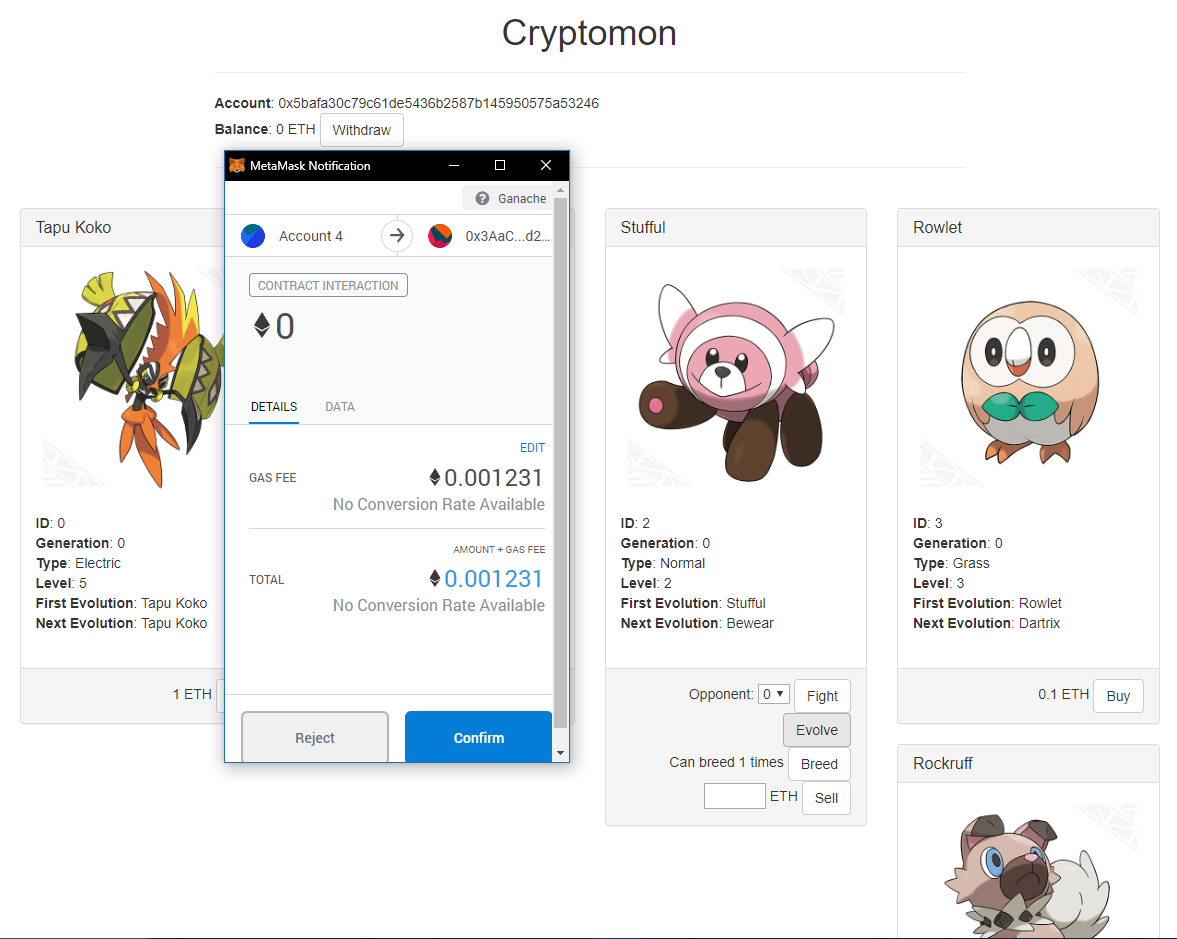 Cryptomon
Account: 0x5bafa30c79c61de5436b2587b145950575a53246
Balance: 0 ETH Withdraw
MetaMask Notification
Ganache
Account 4
0x3AaC...d2...
CONTRACT INTERACTION
0
DETAILS DATA
EDIT
GAS FEE 0.001231
No Conversion Rate Available
AMOUNT + GAS FEE
TOTAL 0.001231
No Conversion Rate Available
Reject Confirm
Tapu Koko
ID: 0
Generation: 0
Type: Electric
Level: 5
First Evolution: Tapu Koko
Next Evolution: Tapu Koko
1 ETH
Stufful
ID: 2
Generation: 0
Type: Normal
Level: 2
First Evolution: Stufful
Next Evolution: Bewear
Opponent: 0 Fight
Evolve
Can breed 1 times Breed
ETH Sell
Rowlet
ID: 3
Generation: 0
Type: Grass
Level: 3
First Evolution: Rowlet
Next Evolution: Dartrix
0.1 ETH Buy
Rockruff